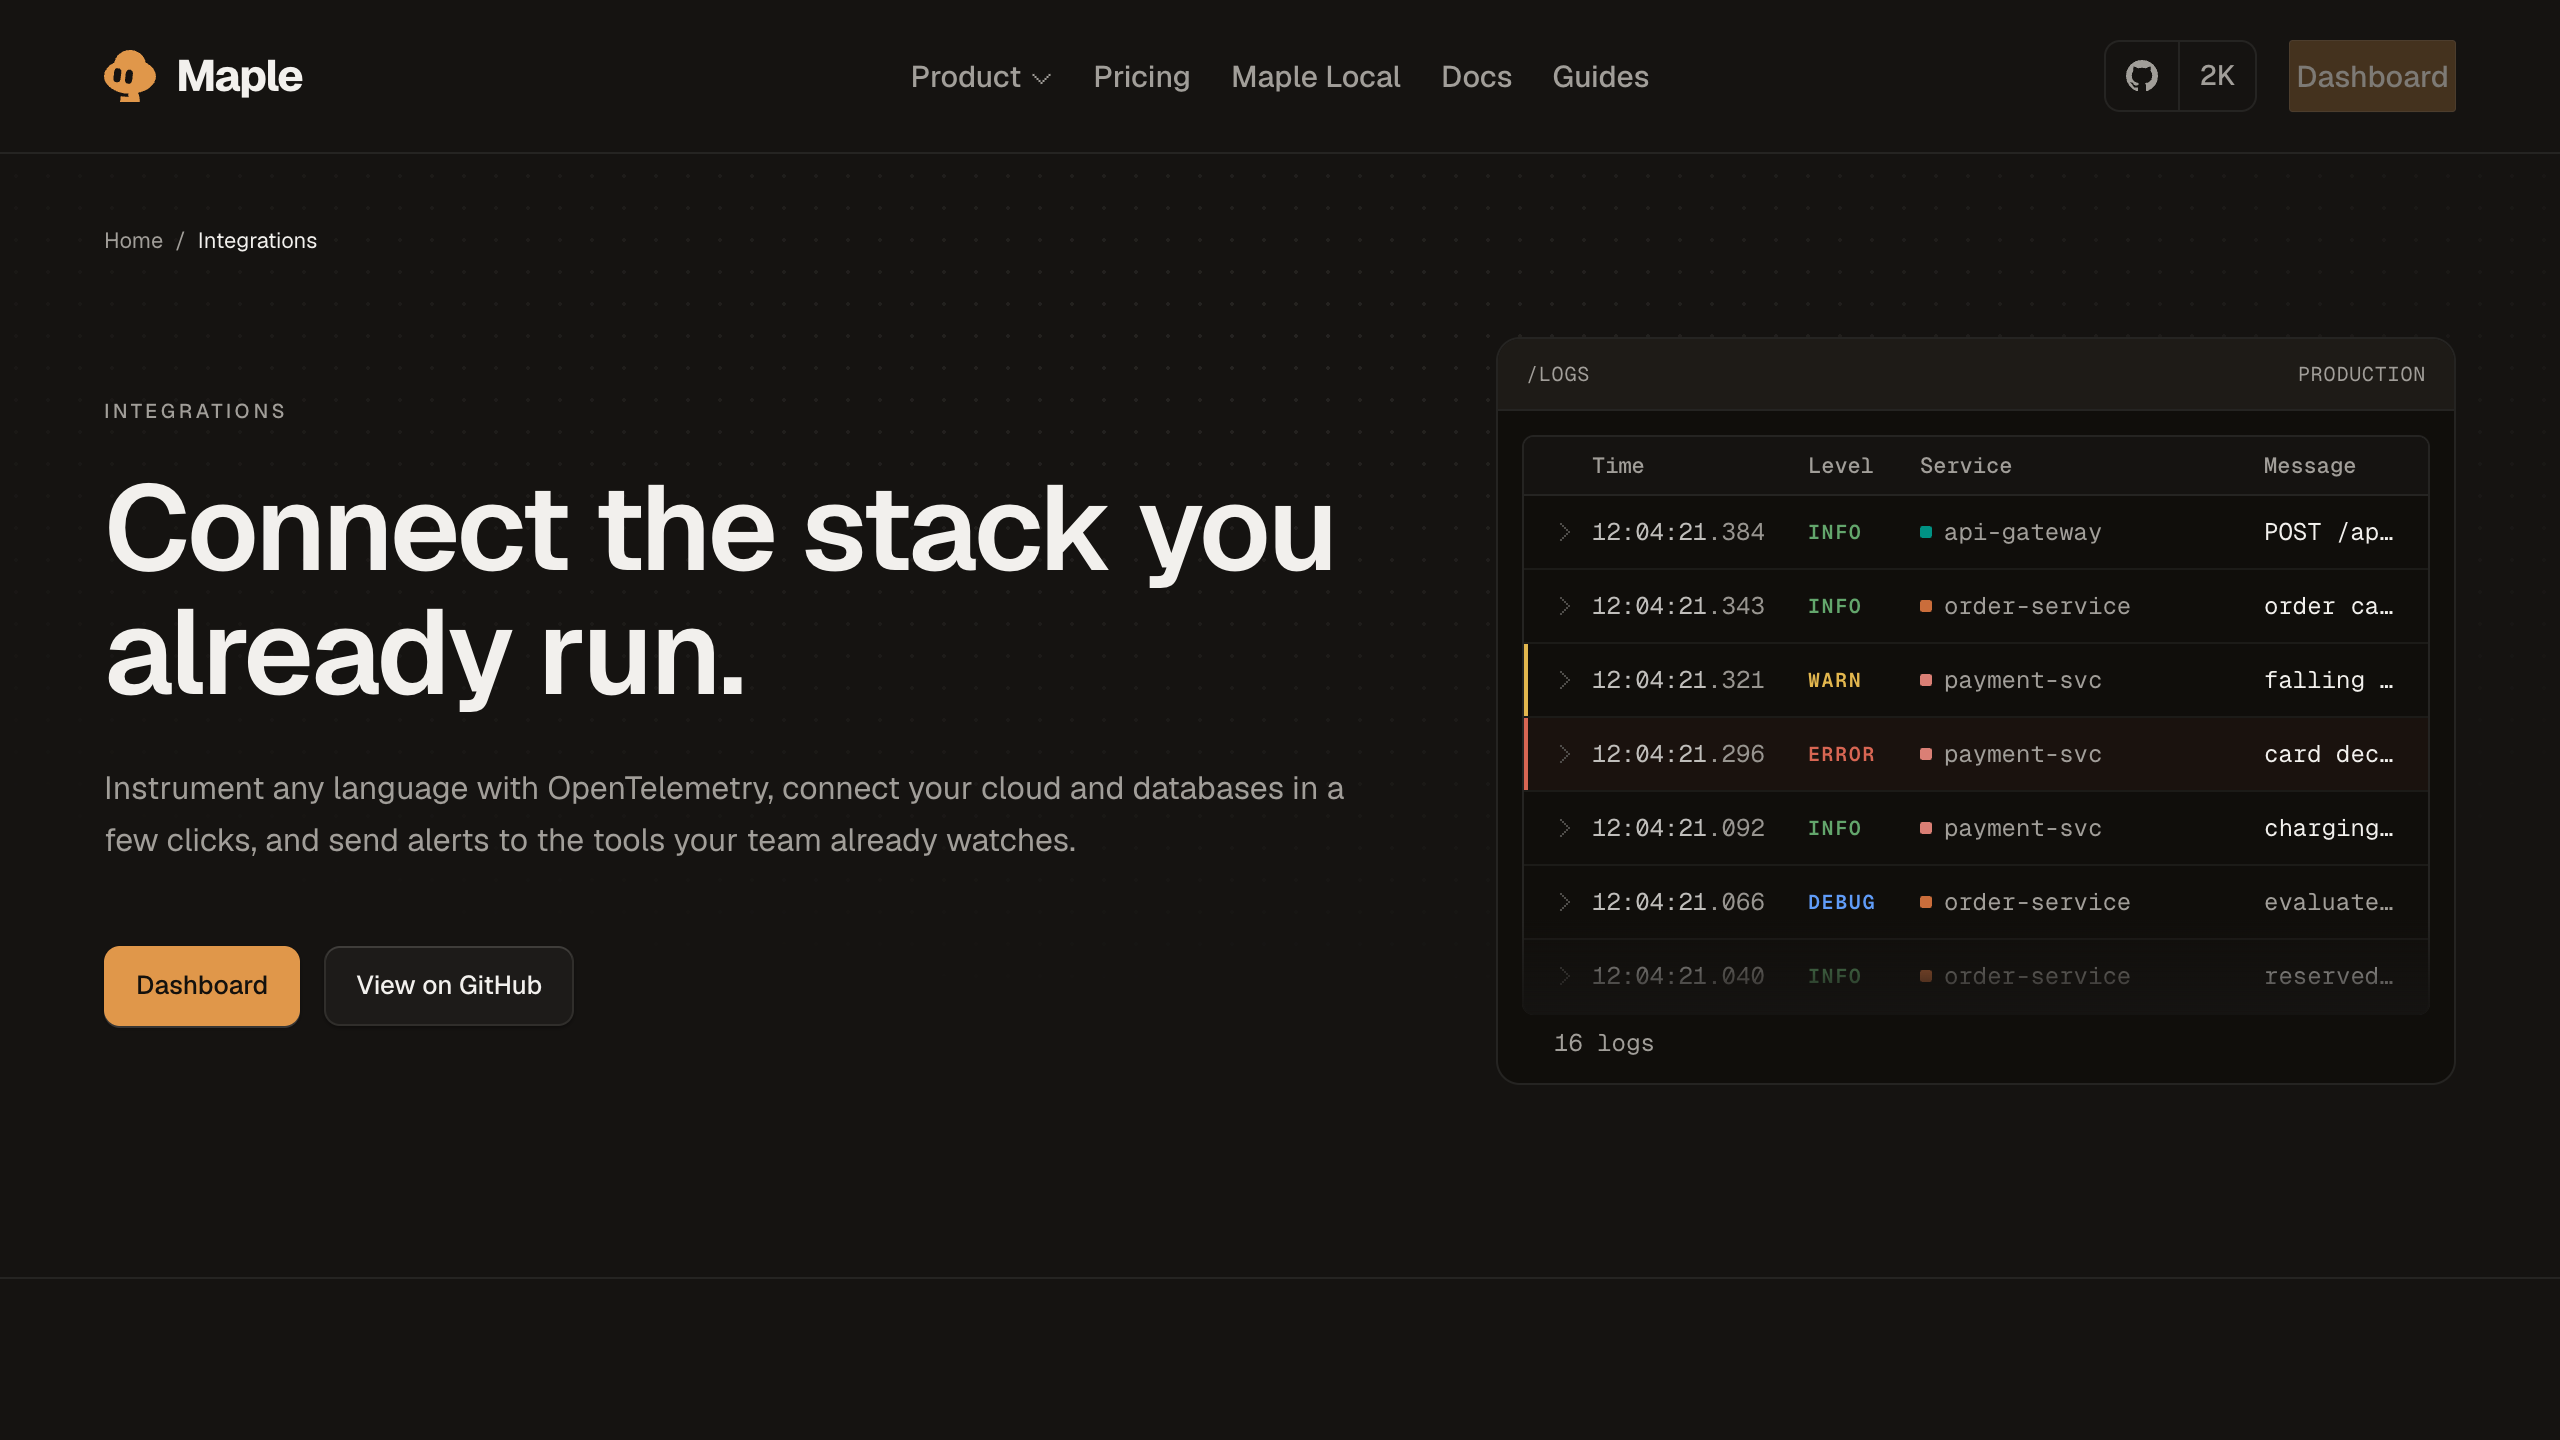 Maple
Product
Pricing
Maple Local
Docs
Guides
2K
Dashboard
Home / Integrations
INTEGRATIONS
Connect the stack you
already run.
Instrument any language with OpenTelemetry, connect your cloud and databases in a
few clicks, and send alerts to the tools your team already watches.
Dashboard
View on GitHub
/LOGS PRODUCTION
Time Level Service Message
12:04:21.384 INFO api-gateway POST /ap…
12:04:21.343 INFO order-service order ca…
12:04:21.321 WARN payment-svc falling …
12:04:21.296 ERROR payment-svc card dec…
12:04:21.092 INFO payment-svc charging…
12:04:21.066 DEBUG order-service evaluate…
12:04:21.040 INFO order-service reserved…
16 logs